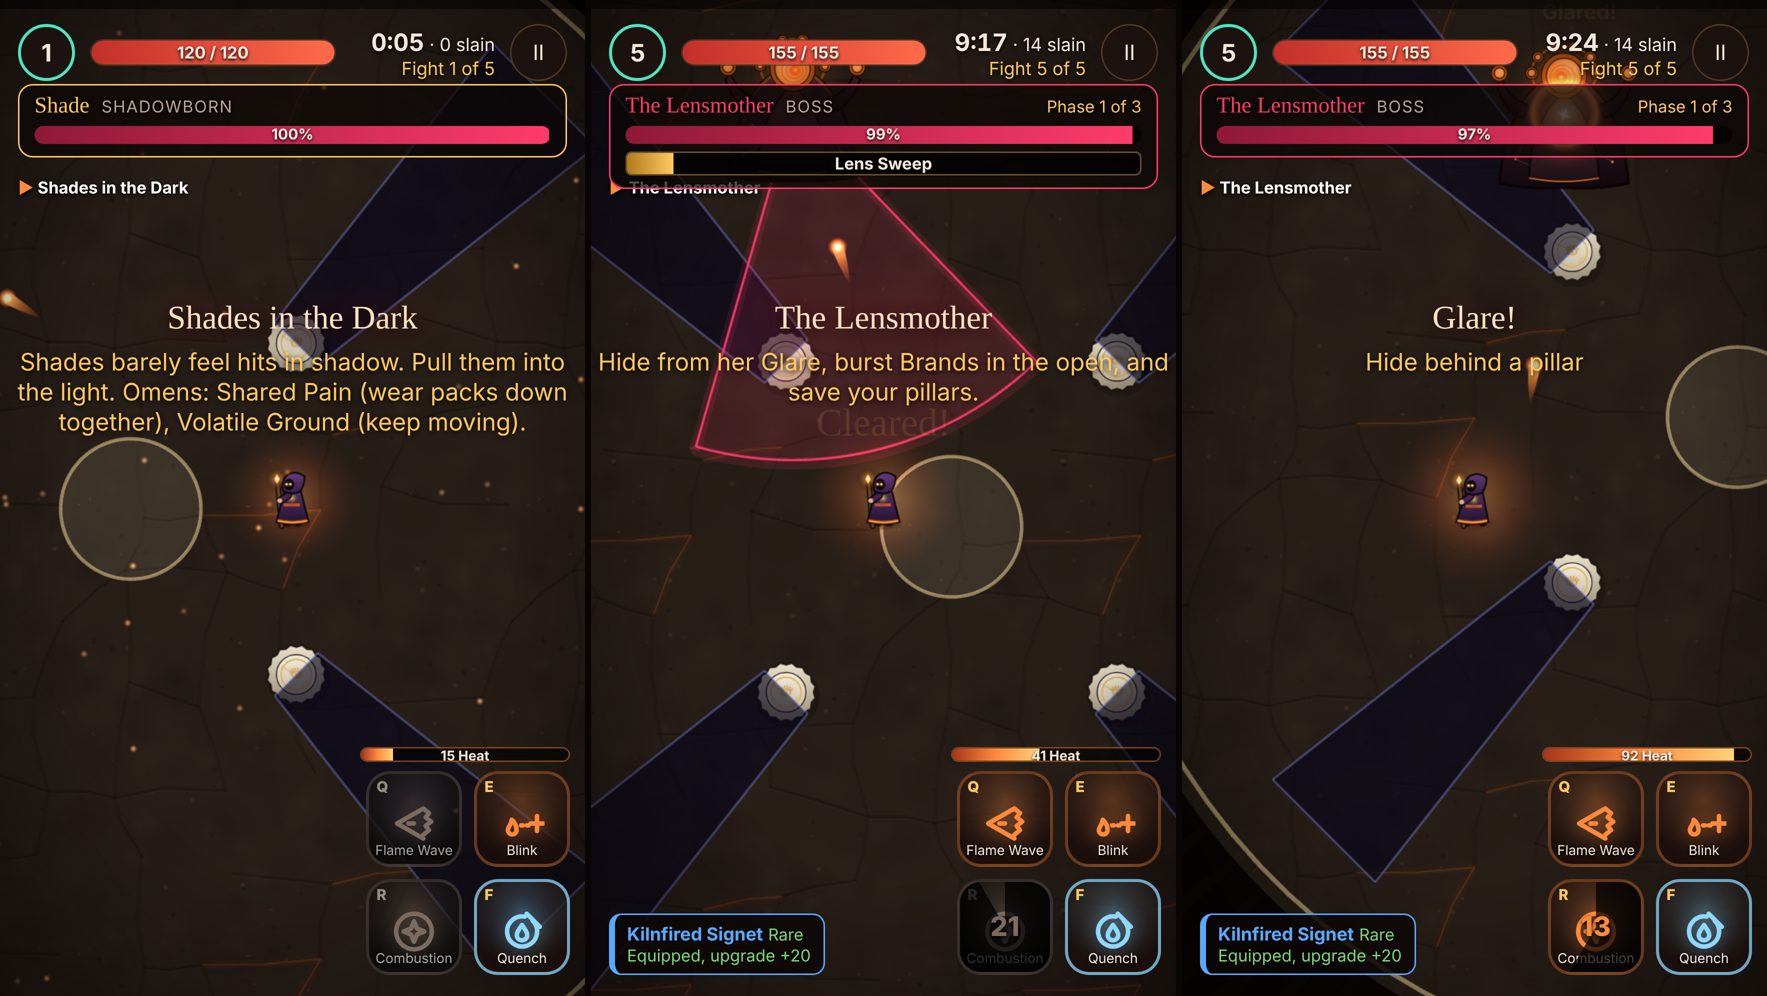 1
120 / 120
0:05 · 0 slain
Fight 1 of 5
Shade SHADOWBORN
100%
Shades in the Dark
Shades in the Dark
Shades barely feel hits in shadow. Pull them into
the light. Omens: Shared Pain (wear packs down
together), Volatile Ground (keep moving).
15 Heat
Q
Flame Wave
E
Blink
R
Combustion
F
Quench
5
155 / 155
9:17 · 14 slain
Fight 5 of 5
The Lensmother BOSS
Phase 1 of 3
99%
Lens Sweep
The Lensmother
The Lensmother
Hide from her Glare, burst Brands in the open, and
save your pillars.
Cleared!
41 Heat
Q
Flame Wave
E
Blink
R
21
Combustion
F
Quench
Kilnfired Signet Rare
Equipped, upgrade +20
Glared!
5
155 / 155
9:24 · 14 slain
Fight 5 of 5
The Lensmother BOSS
Phase 1 of 3
97%
The Lensmother
Glare!
Hide behind a pillar
92 Heat
Q
Flame Wave
E
Blink
R
13
Combustion
F
Quench
Kilnfired Signet Rare
Equipped, upgrade +20